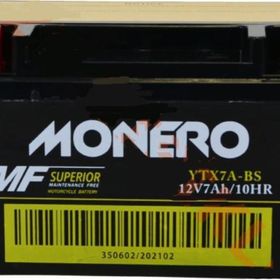 MONERO
MF SUPERIOR
MAINTENANCE FREE
MOTORCYCLE BATTERY
YTX7A-BS
12V7Ah/10HR
350602/202102